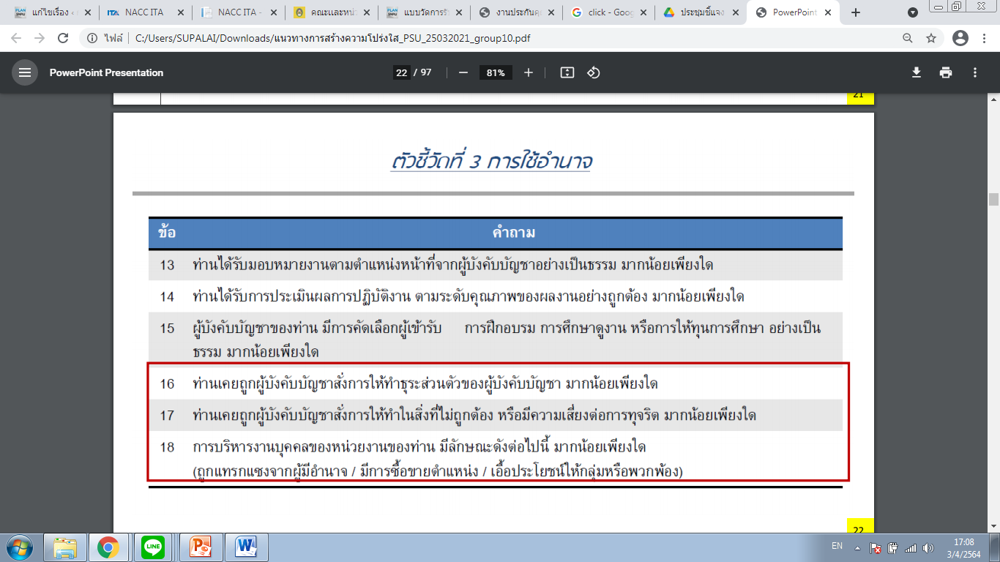 แก้ไขเรื่อง ‹
NACC ITA
NACC ITA -
คณะและหน่ว
แบบวัดการรั
งานประกันคุ
click - Goog
ประชุมชี้แจง
PowerPoint
ไฟล์ C:/Users/SUPALAI/Downloads/แนวทางการสร้างความโปร่งใส_PSU_25032021_group10.pdf
PowerPoint Presentation
22 / 97
81%
21
ตัวชี้วัดที่ 3 การใช้อำนาจ
ข้อ คำถาม
13 ท่านได้รับมอบหมายงานตามตำแหน่งหน้าที่จากผู้บังคับบัญชาอย่างเป็นธรรม มากน้อยเพียงใด
14 ท่านได้รับการประเมินผลการปฏิบัติงาน ตามระดับคุณภาพของผลงานอย่างถูกต้อง มากน้อยเพียงใด
15 ผู้บังคับบัญชาของท่าน มีการคัดเลือกผู้เข้ารับ การฝึกอบรม การศึกษาดูงาน หรือการให้ทุนการศึกษา อย่างเป็น
ธรรม มากน้อยเพียงใด
16 ท่านเคยถูกผู้บังคับบัญชาสั่งการให้ทำธุระส่วนตัวของผู้บังคับบัญชา มากน้อยเพียงใด
17 ท่านเคยถูกผู้บังคับบัญชาสั่งการให้ทำในสิ่งที่ไม่ถูกต้อง หรือมีความเสี่ยงต่อการทุจริต มากน้อยเพียงใด
18 การบริหารงานบุคคลของหน่วยงานของท่าน มีลักษณะดังต่อไปนี้ มากน้อยเพียงใด
(ถูกแทรกแซงจากผู้มีอำนาจ / มีการซื้อขายตำแหน่ง / เอื้อประโยชน์ให้กลุ่มหรือพวกพ้อง)
22
LINE
EN
17:08
3/4/2564